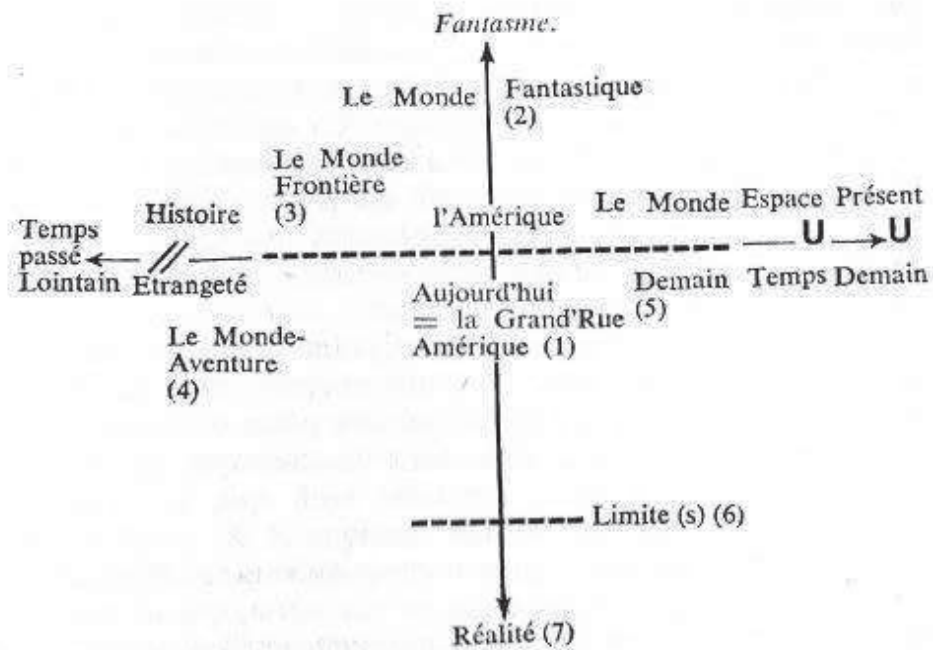 Fantasme.
Le Monde Fantastique
(2)
Le Monde
Frontière
(3)
Histoire
l'Amérique
Le Monde Espace Présent
Temps
passé
Lointain
U U
Etrangeté
Aujourd'hui
= la Grand'Rue
Amérique (1)
Demain
(5)
Temps Demain
Le Monde-
Aventure
(4)
Limite (s) (6)
Réalité (7)